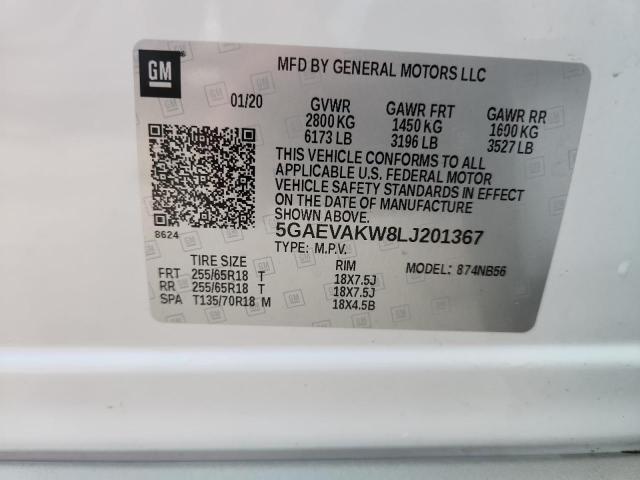 GM
MFD BY GENERAL MOTORS LLC
01/20
GVWR GAWR FRT GAWR RR
2800 KG 1450 KG 1600 KG
6173 LB 3196 LB 3527 LB
THIS VEHICLE CONFORMS TO ALL
APPLICABLE U.S. FEDERAL MOTOR
VEHICLE SAFETY STANDARDS IN EFFECT
ON THE DATE OF MANUFACTURE
SHOWN ABOVE.
5GAEVAKW8LJ201367
8624
TYPE: M.P.V. MODEL: 874NB56
TIRE SIZE RIM
FRT 255/65R18 T 18X7.5J
RR 255/65R18 T 18X7.5J
SPA T135/70R18 M 18X4.5B